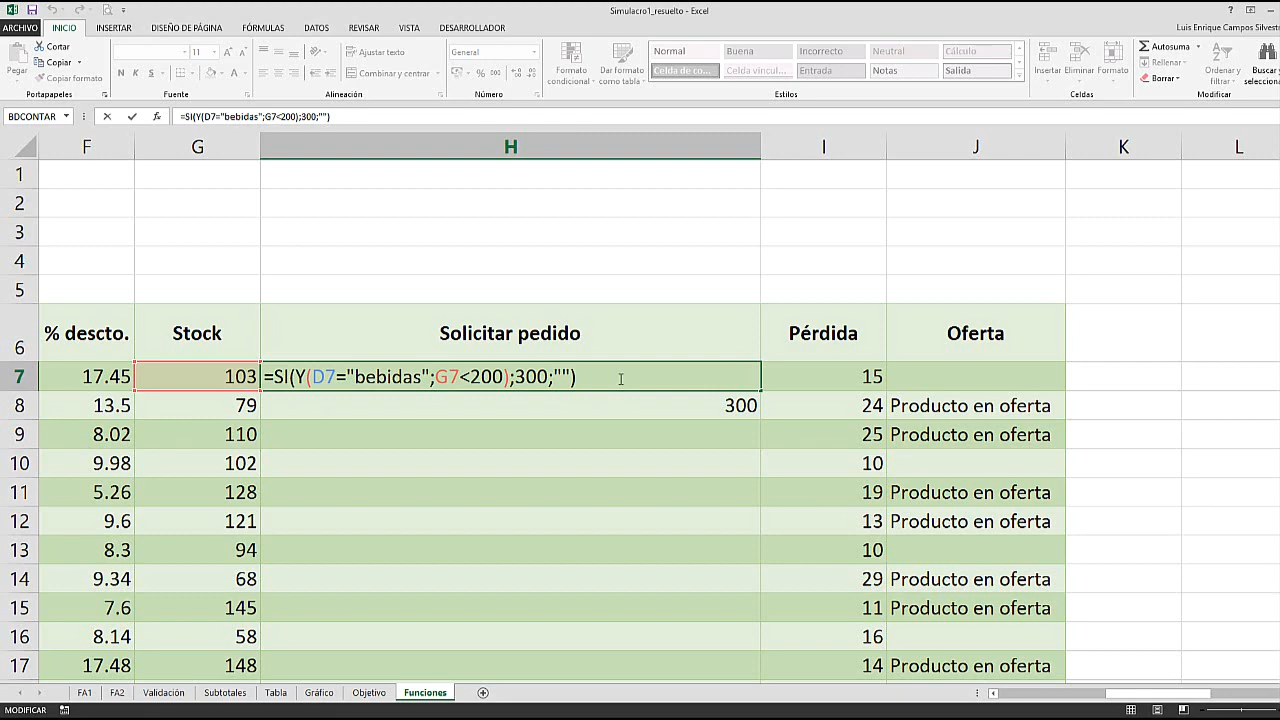 Simulacro1_resuelto - Excel
ARCHIVO INICIO INSERTAR DISEÑO DE PÁGINA FÓRMULAS DATOS REVISAR VISTA DESARROLLADOR Luis Enrique Campos Silvestr
Cortar
Copiar
Copiar formato
Pegar
Portapapeles
11
N
Fuente
Ajustar texto
Combinar y centrar
Alineación
General
% 000
Número
Formato condicional
Dar formato como tabla
Normal Buena Incorrecto Neutral Cálculo
Celda de co... Celda vincul... Entrada Notas Salida
Estilos
Insertar Eliminar Formato
Celdas
Autosuma
Rellenar
Borrar
Ordenar y filtrar
Buscar
seleccion
Modificar
BDCONTAR fx =SI(Y(D7="bebidas";G7<200);300;"")
F G H I J K L
1
2
3
4
5
6 % descto. Stock Solicitar pedido Pérdida Oferta
7 17.45 103 =SI(Y(D7="bebidas";G7<200);300;"") 15
8 13.5 79 300 24 Producto en oferta
9 8.02 110 25 Producto en oferta
10 9.98 102 10
11 5.26 128 19 Producto en oferta
12 9.6 121 13 Producto en oferta
13 8.3 94 10
14 9.34 68 29 Producto en oferta
15 7.6 145 11 Producto en oferta
16 8.14 58 16
17 17.48 148 14 Producto en oferta
FA1 FA2 Validación Subtotales Tabla Gráfico Objetivo Funciones
MODIFICAR